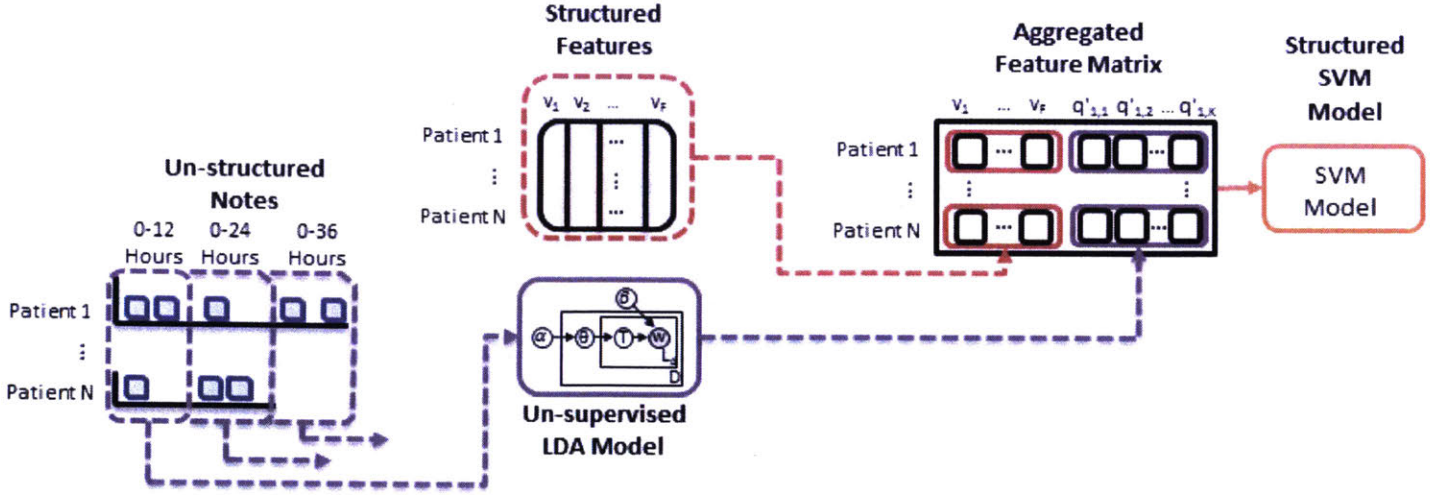 Structured
Features
V1 V2 ... VF
Patient 1
...
⋮
⋮
Patient N
...
Un-structured
Notes
0-12
Hours
0-24
Hours
0-36
Hours
Patient 1
⋮
Patient N
α θ T w
D
Un-supervised
LDA Model
Aggregated
Feature Matrix
V1 ... VF q'1,1 q'1,2 ... q'1,K
Patient 1
... ...
⋮ ⋮ ⋮
Patient N
... ...
Structured
SVM
Model
SVM
Model